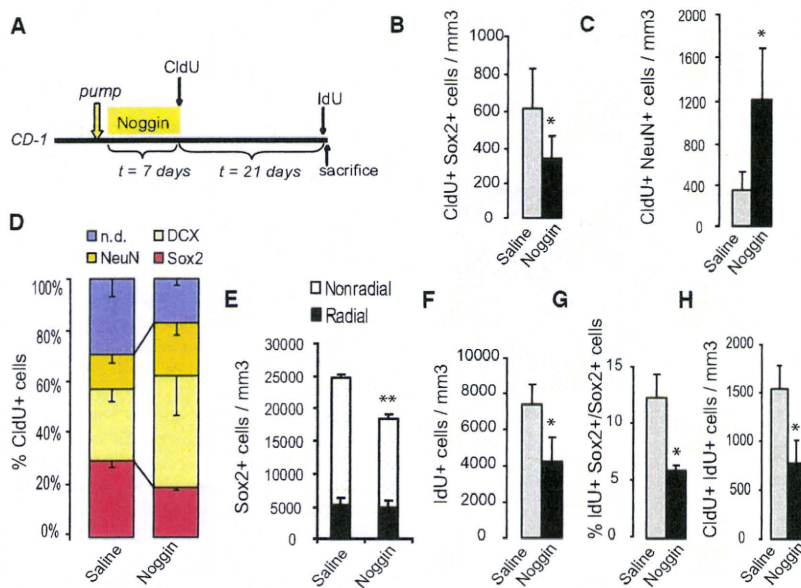 A
pump
CldU
Noggin
IdU
CD-1
t = 7 days
t = 21 days
sacrifice
B
CldU+ Sox2+ cells / mm3
1000
800
600
400
200
0
*
Saline
Noggin
C
CldU+ NeuN+ cells / mm3
2000
1600
1200
800
400
0
*
Saline
Noggin
D
n.d.
DCX
NeuN
Sox2
% CldU+ cells
100%
80%
60%
40%
20%
0%
Saline
Noggin
E
Nonradial
Radial
Sox2+ cells / mm3
30000
25000
20000
15000
10000
5000
0
**
Saline
Noggin
F
IdU+ cells / mm3
10000
8000
6000
4000
2000
0
*
Saline
Noggin
G
% IdU+ Sox2+/Sox2+ cells
15
10
5
0
*
Saline
Noggin
H
CldU+ IdU+ cells / mm3
2000
1500
1000
500
0
*
Saline
Noggin